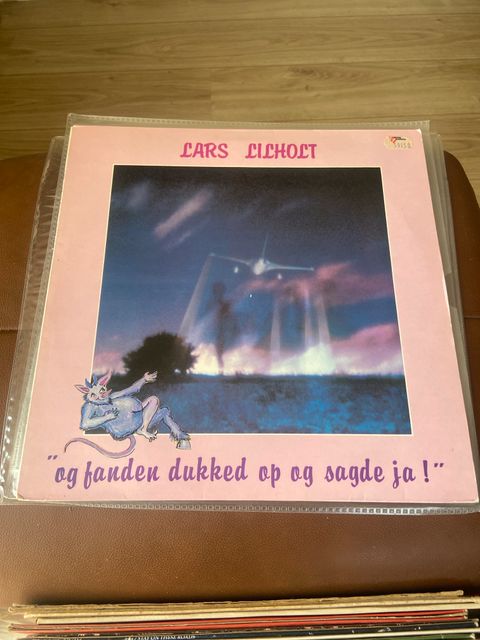 LARS LILHOLT
"og fanden dukked op og sagde ja!"